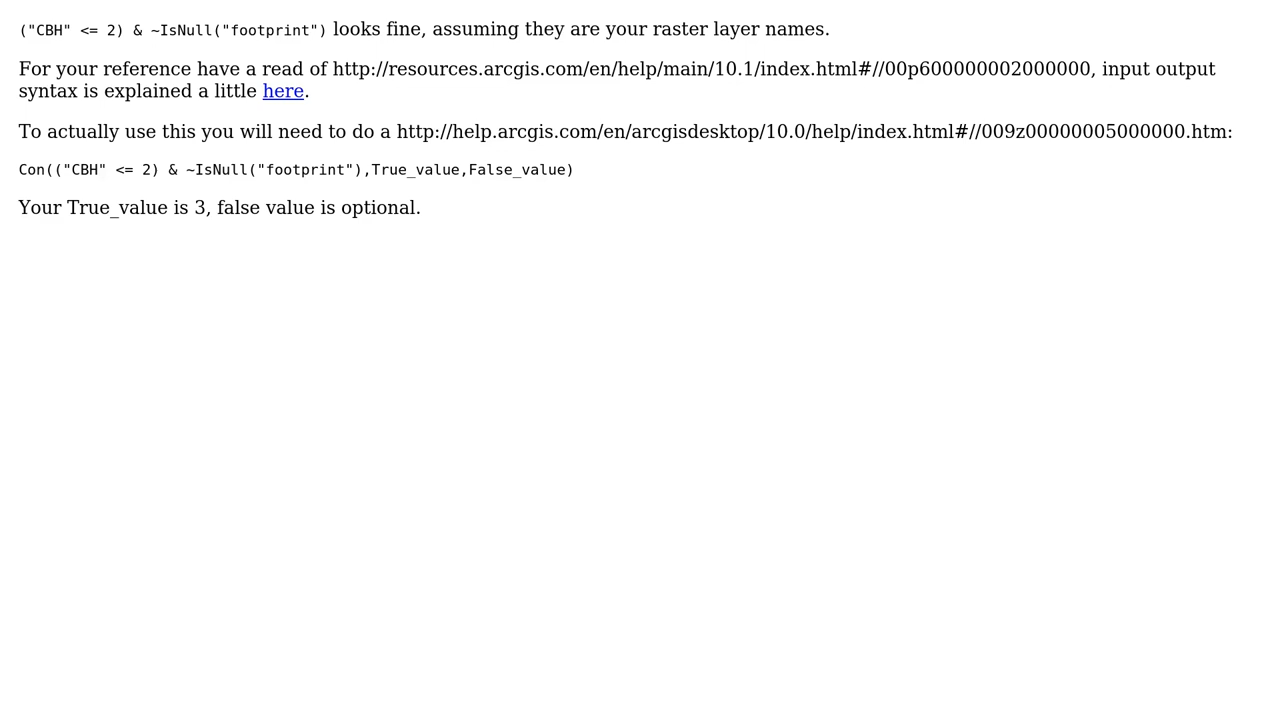 ("CBH" <= 2) & ~IsNull("footprint") looks fine, assuming they are your raster layer names.
For your reference have a read of http://resources.arcgis.com/en/help/main/10.1/index.html#//00p600000002000000, input output
syntax is explained a little here.
To actually use this you will need to do a http://help.arcgis.com/en/arcgisdesktop/10.0/help/index.html#//009z00000005000000.htm:
Con(("CBH" <= 2) & ~IsNull("footprint"),True_value,False_value)
Your True_value is 3, false value is optional.